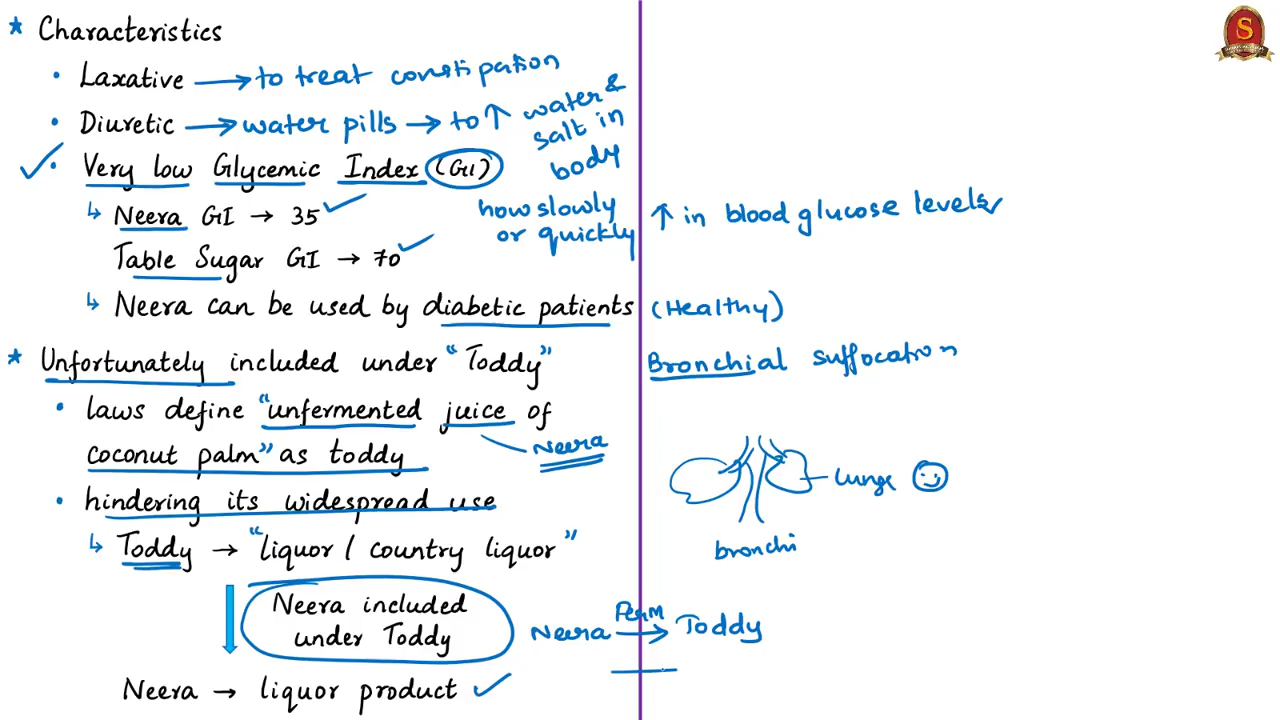 * Characteristics
• Laxative → to treat constipation
• Diuretic → water pills → to ↑ water &
salt in
body
✓ • Very low Glycemic Index (GI)
↳ Neera GI → 35 ✓
how slowly
or quickly ↑ in blood glucose levels
Table Sugar GI → 70 ✓
↳ Neera can be used by diabetic patients (Healthy)
* Unfortunately included under "Toddy"
Bronchial suffocation
• laws define "unfermented juice of
coconut palm" as toddy
Neera
• hindering its widespread use
↳ Toddy → "liquor / country liquor"
Lungs
bronchi
Neera included
under Toddy
Neera → Toddy
Ferm
Neera → liquor product ✓
S